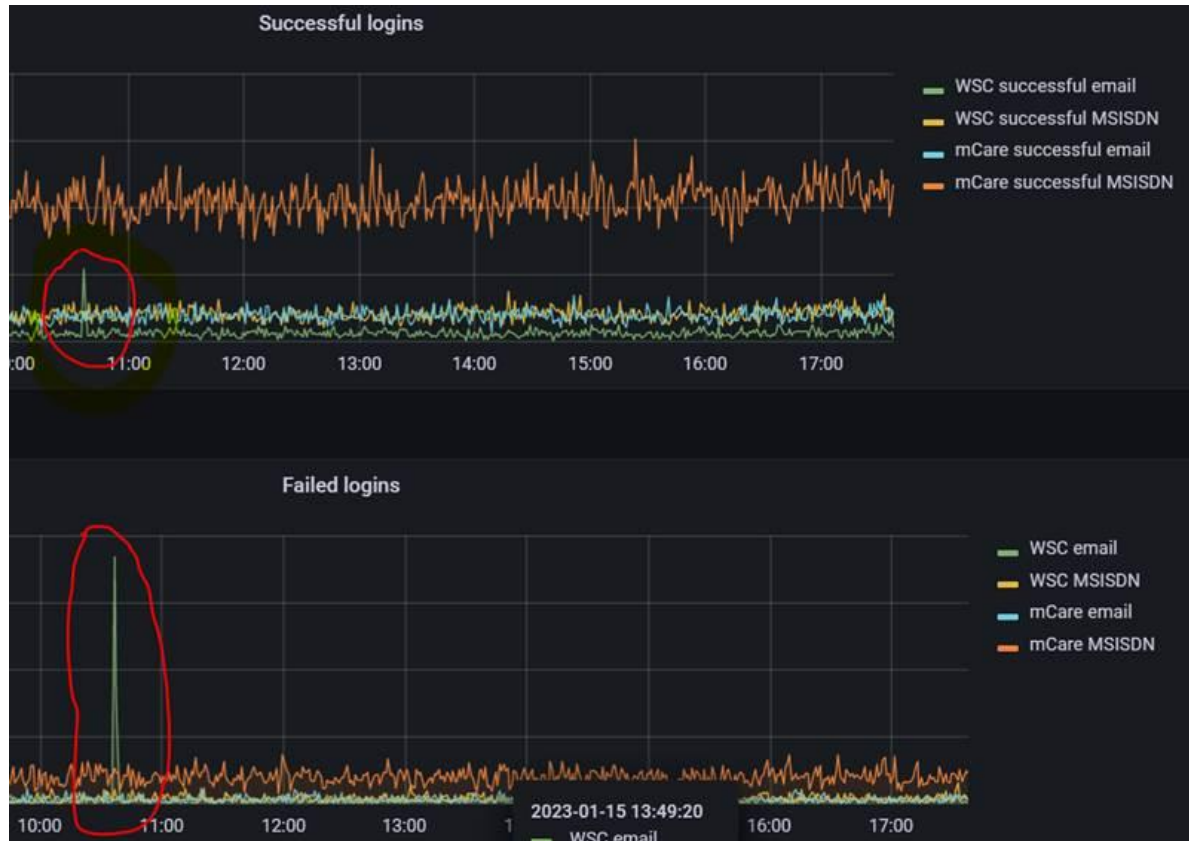 Successful logins
WSC successful email
WSC successful MSISDN
mCare successful email
mCare successful MSISDN
:00 11:00 12:00 13:00 14:00 15:00 16:00 17:00
Failed logins
WSC email
WSC MSISDN
mCare email
mCare MSISDN
2023-01-15 13:49:20
WSC email
10:00 11:00 12:00 13:00 1 16:00 17:00